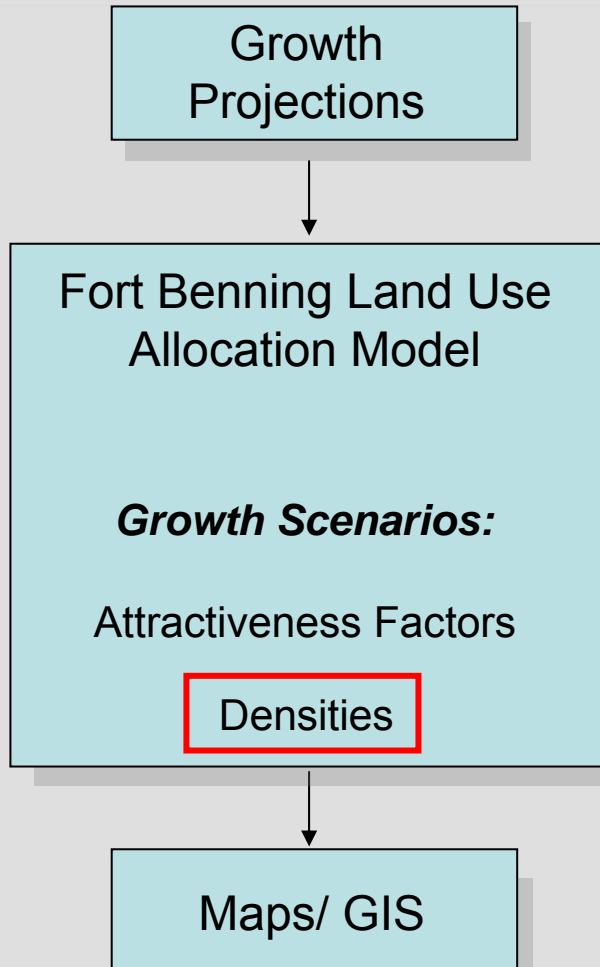 Growth
Projections
Fort Benning Land Use
Allocation Model
Growth Scenarios:
Attractiveness Factors
Densities
Maps/ GIS